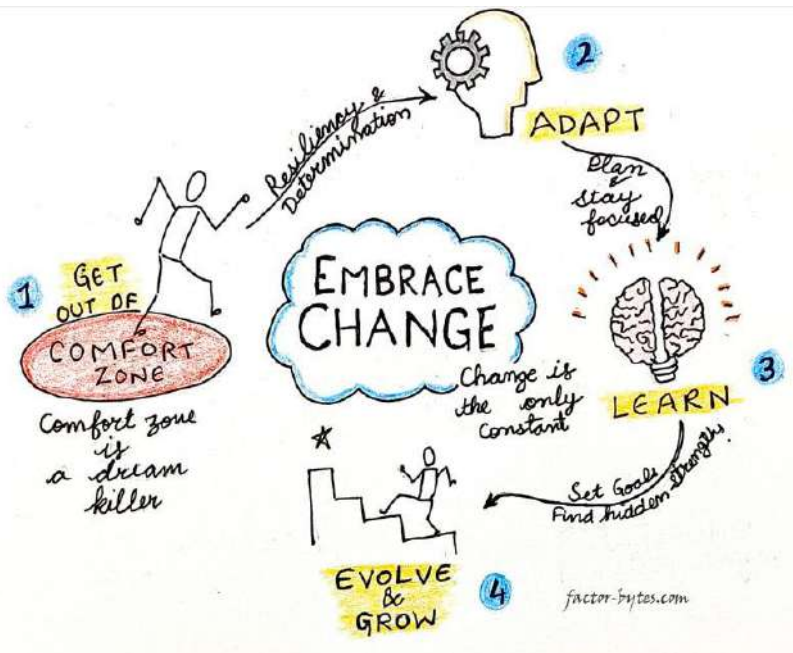 1
GET
OUT OF
COMFORT
ZONE
Comfort zone
is
a dream
killer
Resiliency &
Determination
2
ADAPT
Plan
&
Stay
focused
EMBRACE
CHANGE
Change is
the only
Constant
3
LEARN
Set Goals
Find hidden strengths.
EVOLVE
&
GROW
4
factor-bytes.com